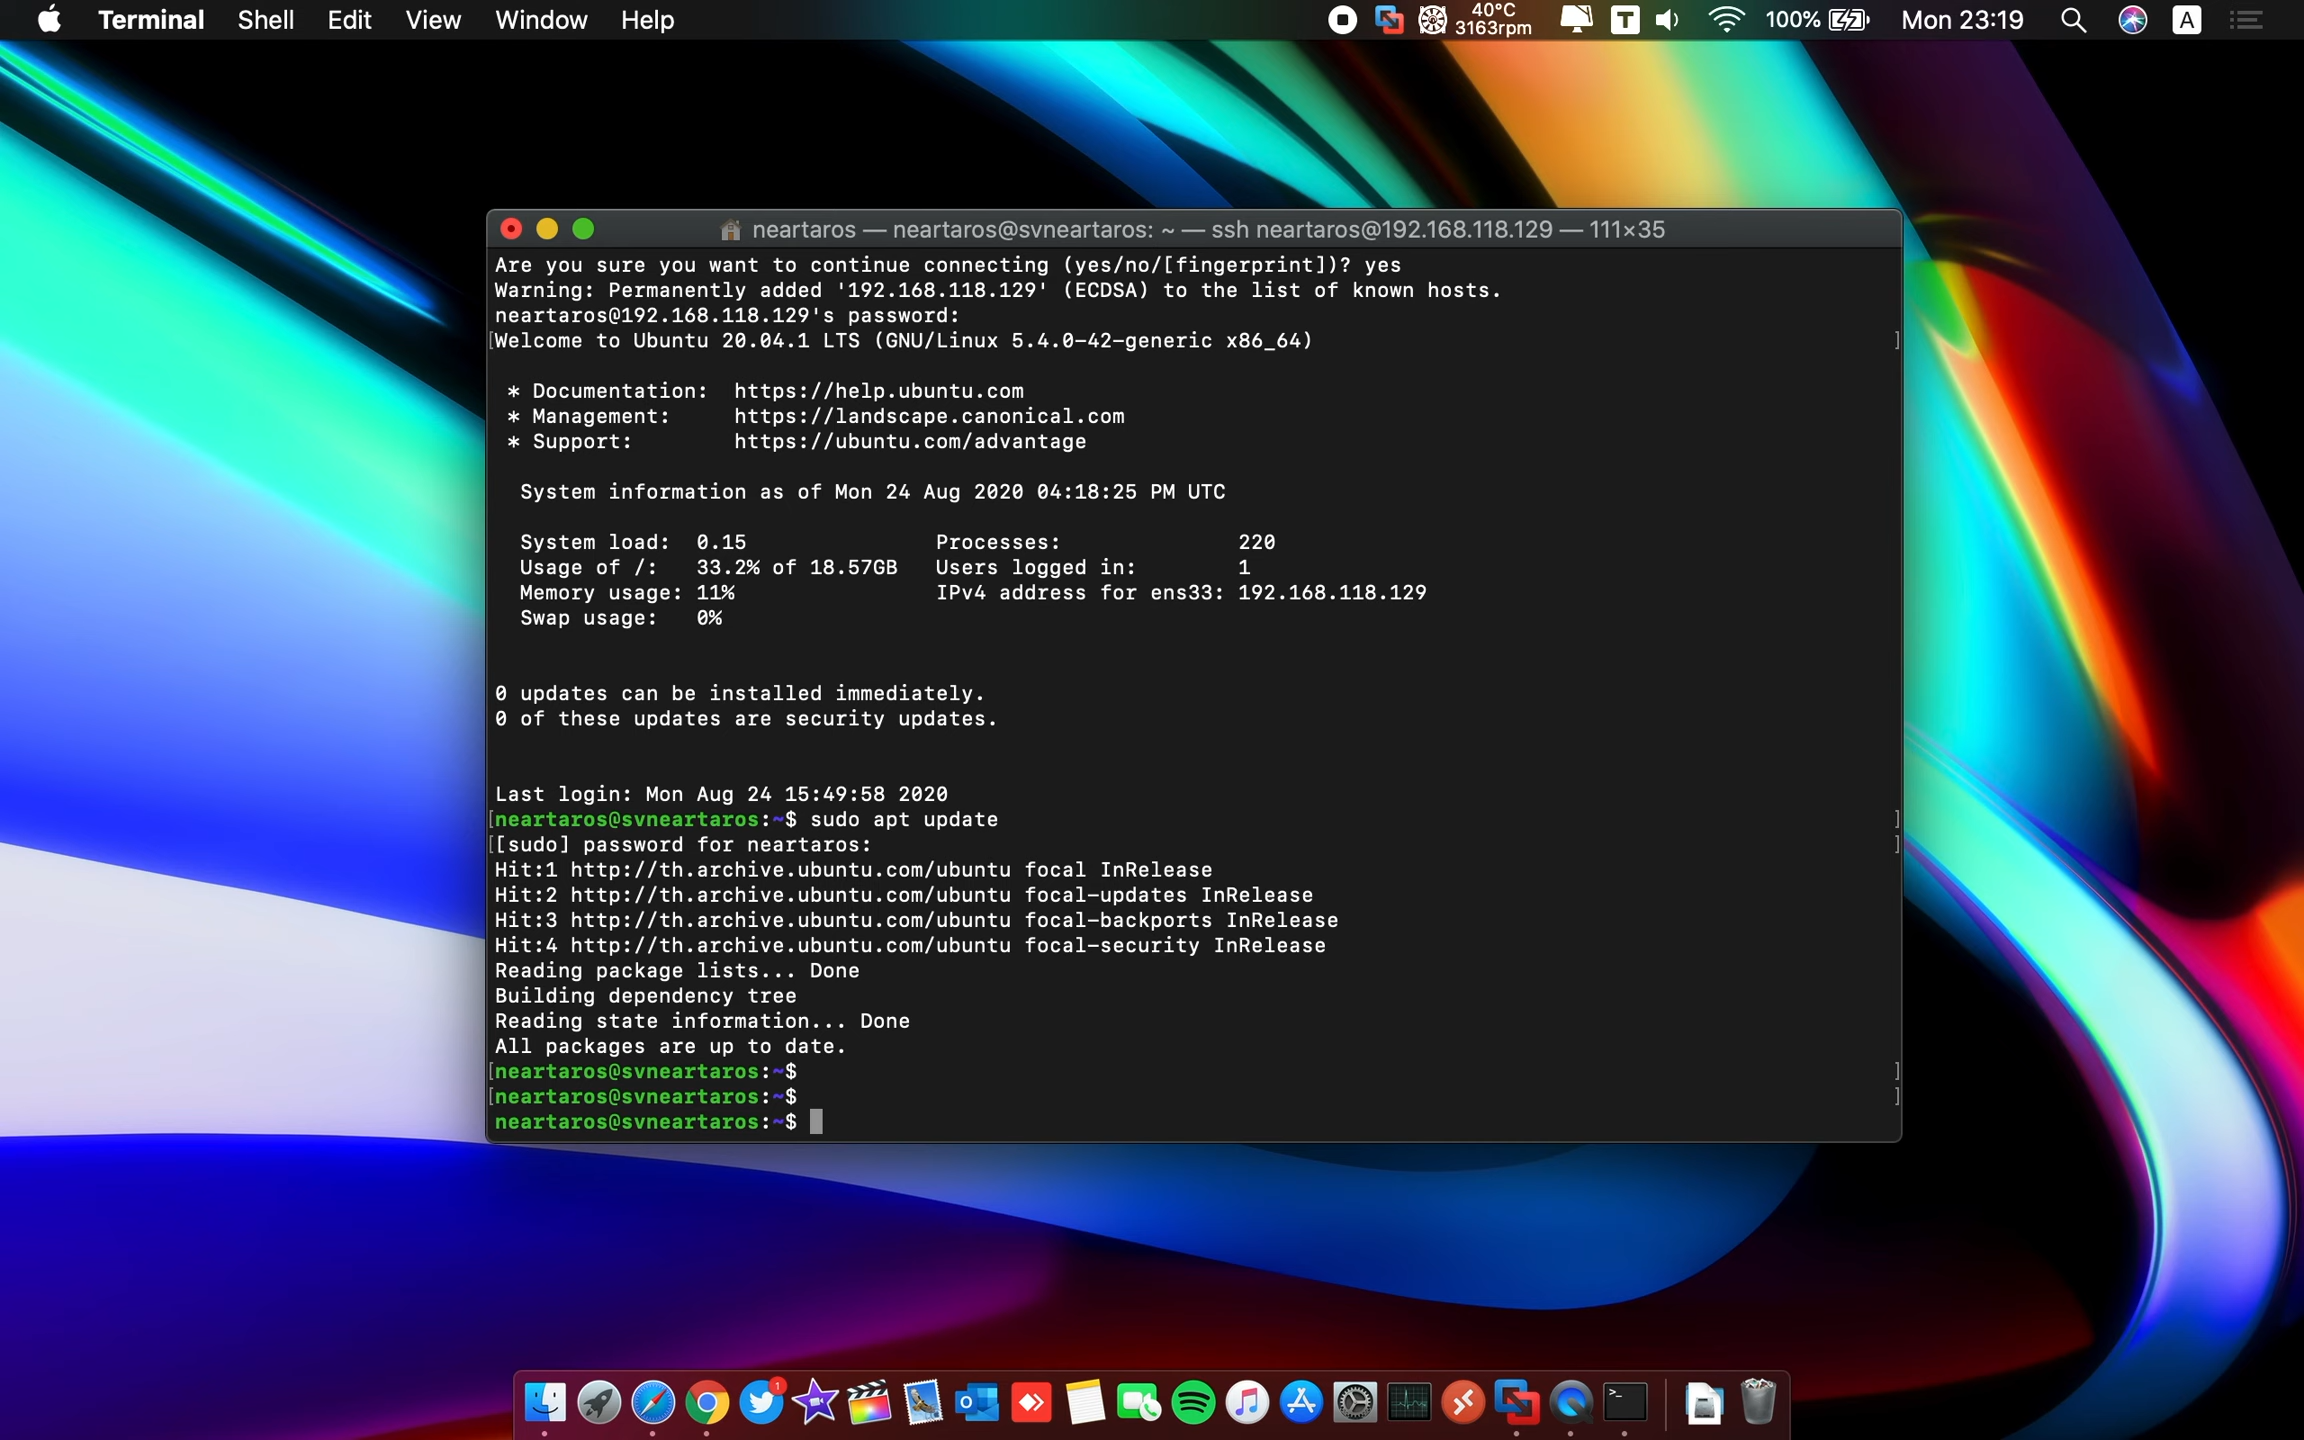 Terminal Shell Edit View Window Help 40°C 3163rpm T 100% Mon 23:19 A
neartaros — neartaros@svneartaros: ~ — ssh neartaros@192.168.118.129 — 111×35
Are you sure you want to continue connecting (yes/no/[fingerprint])? yes
Warning: Permanently added '192.168.118.129' (ECDSA) to the list of known hosts.
neartaros@192.168.118.129's password:
[Welcome to Ubuntu 20.04.1 LTS (GNU/Linux 5.4.0-42-generic x86_64) ]
* Documentation: https://help.ubuntu.com
* Management: https://landscape.canonical.com
* Support: https://ubuntu.com/advantage
System information as of Mon 24 Aug 2020 04:18:25 PM UTC
System load: 0.15 Processes: 220
Usage of /: 33.2% of 18.57GB Users logged in: 1
Memory usage: 11% IPv4 address for ens33: 192.168.118.129
Swap usage: 0%
0 updates can be installed immediately.
0 of these updates are security updates.
Last login: Mon Aug 24 15:49:58 2020
[neartaros@svneartaros:~$ sudo apt update ]
[[sudo] password for neartaros: ]
Hit:1 http://th.archive.ubuntu.com/ubuntu focal InRelease
Hit:2 http://th.archive.ubuntu.com/ubuntu focal-updates InRelease
Hit:3 http://th.archive.ubuntu.com/ubuntu focal-backports InRelease
Hit:4 http://th.archive.ubuntu.com/ubuntu focal-security InRelease
Reading package lists... Done
Building dependency tree
Reading state information... Done
All packages are up to date.
[neartaros@svneartaros:~$ ]
[neartaros@svneartaros:~$ ]
neartaros@svneartaros:~$
1